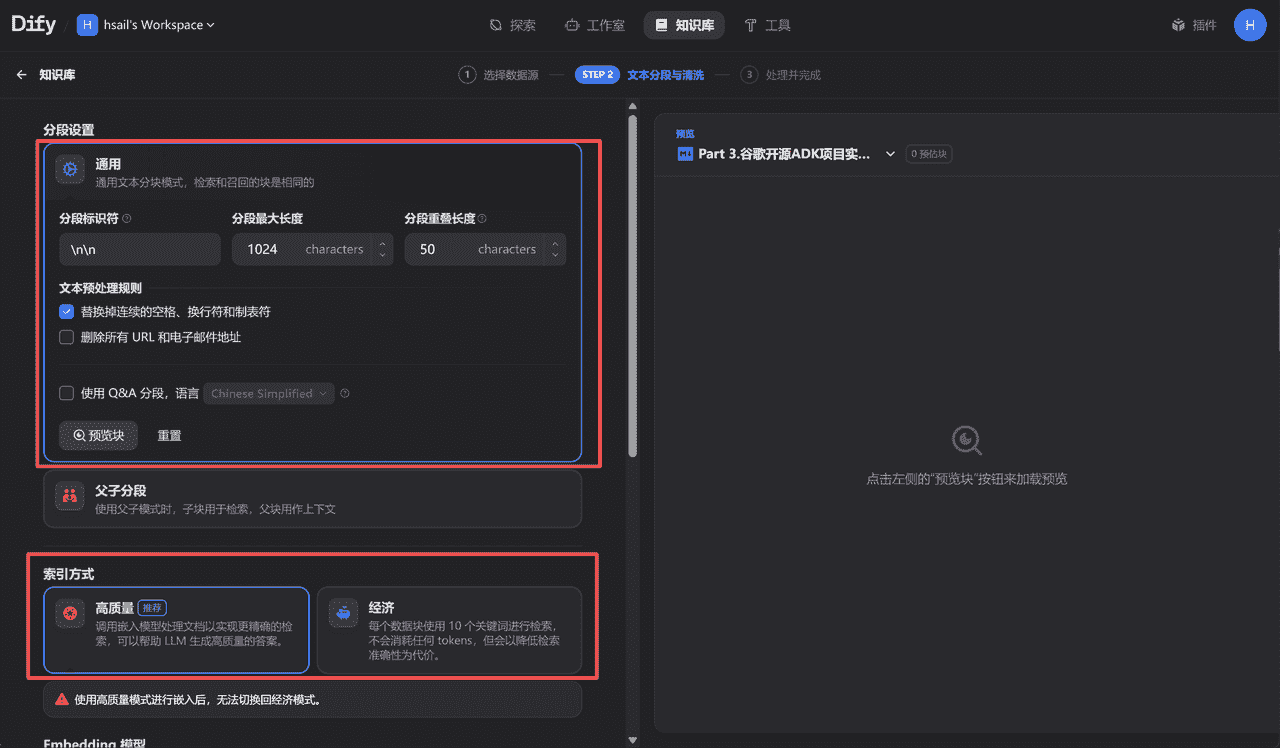 Dify / H hsail's Workspace
探索 工作室 知识库 工具
插件 H
← 知识库
1 选择数据源 — STEP 2 文本分段与清洗 — 3 处理并完成
分段设置
通用
通用文本分块模式，检索和召回的块是相同的
分段标识符 分段最大长度 分段重叠长度
\n\n 1024 characters 50 characters
文本预处理规则
替换掉连续的空格、换行符和制表符
删除所有 URL 和电子邮件地址
使用 Q&A 分段，语言 Chinese Simplified
预览块 重置
父子分段
使用父子模式时，子块用于检索，父块用作上下文
索引方式
高质量 推荐
调用嵌入模型处理文档以实现更精确的检
索，可以帮助 LLM 生成高质量的答案。
经济
每个数据块使用 10 个关键词进行检索，
不会消耗任何 tokens，但会以降低检索
准确性为代价。
使用高质量模式进行嵌入后，无法切换回经济模式。
Embedding 模型
预览
Part 3.谷歌开源ADK项目实... 0 预估块
点击左侧的“预览块”按钮来加载预览